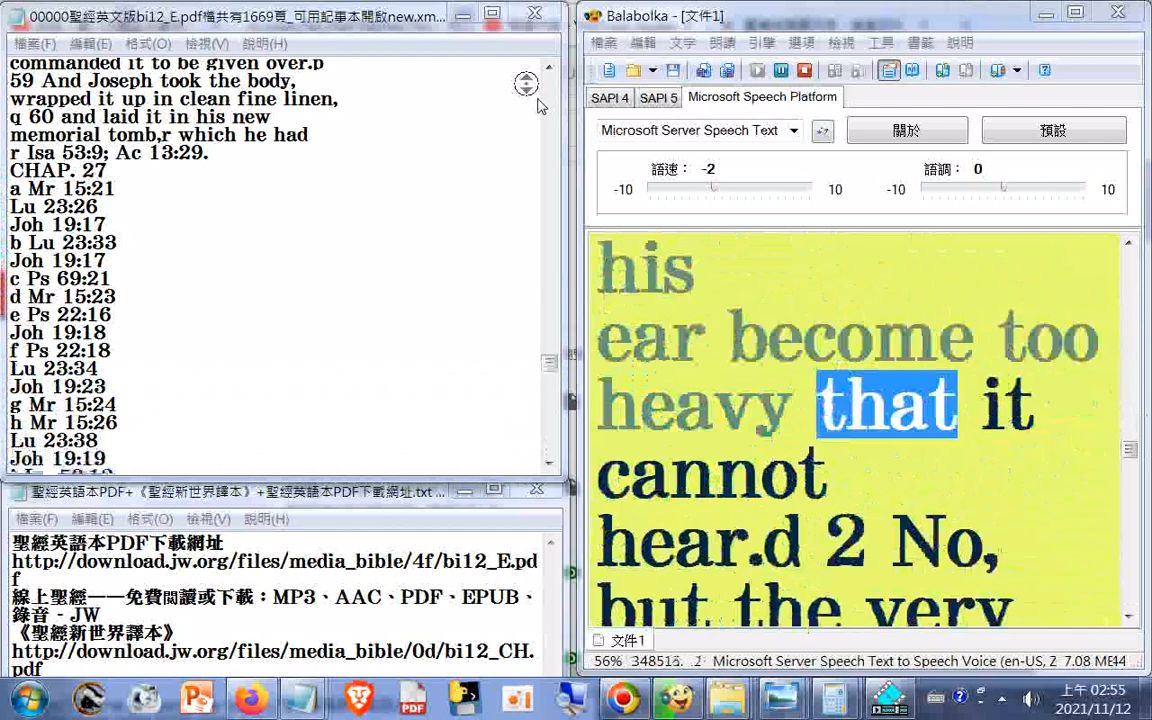 00000聖經英文版bi12_E.pdf檔共有1669頁_可用記事本開啟new.xm...
檔案(F) 編輯(E) 格式(O) 檢視(V) 說明(H)
commanded it to be given over.p
59 And Joseph took the body,
wrapped it up in clean fine linen,
q 60 and laid it in his new
memorial tomb,r which he had
r Isa 53:9; Ac 13:29.
CHAP. 27
a Mr 15:21
Lu 23:26
Joh 19:17
b Lu 23:33
Joh 19:17
c Ps 69:21
d Mr 15:23
e Ps 22:16
Joh 19:18
f Ps 22:18
Lu 23:34
Joh 19:23
g Mr 15:24
h Mr 15:26
Lu 23:38
Joh 19:19
聖經英語本PDF+《聖經新世界譯本》+聖經英語本PDF下載網址.txt ...
檔案(F) 編輯(E) 格式(O) 檢視(V) 說明(H)
聖經英語本PDF下載網址
http://download.jw.org/files/media_bible/4f/bi12_E.pd
f
線上聖經──免費閱讀或下載：MP3、AAC、PDF、EPUB、
錄音 - JW
《聖經新世界譯本》
http://download.jw.org/files/media_bible/0d/bi12_CH.
pdf
Balabolka - [文件1]
檔案 編輯 文字 朗讀 引擎 選項 檢視 工具 書籤 說明
SAPI 4 SAPI 5 Microsoft Speech Platform
Microsoft Server Speech Text 關於 預設
語速： -2 語調： 0
-10 10 -10 10
his
ear become too
heavy that it
cannot
hear.d 2 No,
but the very
文件1
56% Microsoft Server Speech Text to Speech Voice (en-US, 2 7.08 ME
上午 02:55
2021/11/12